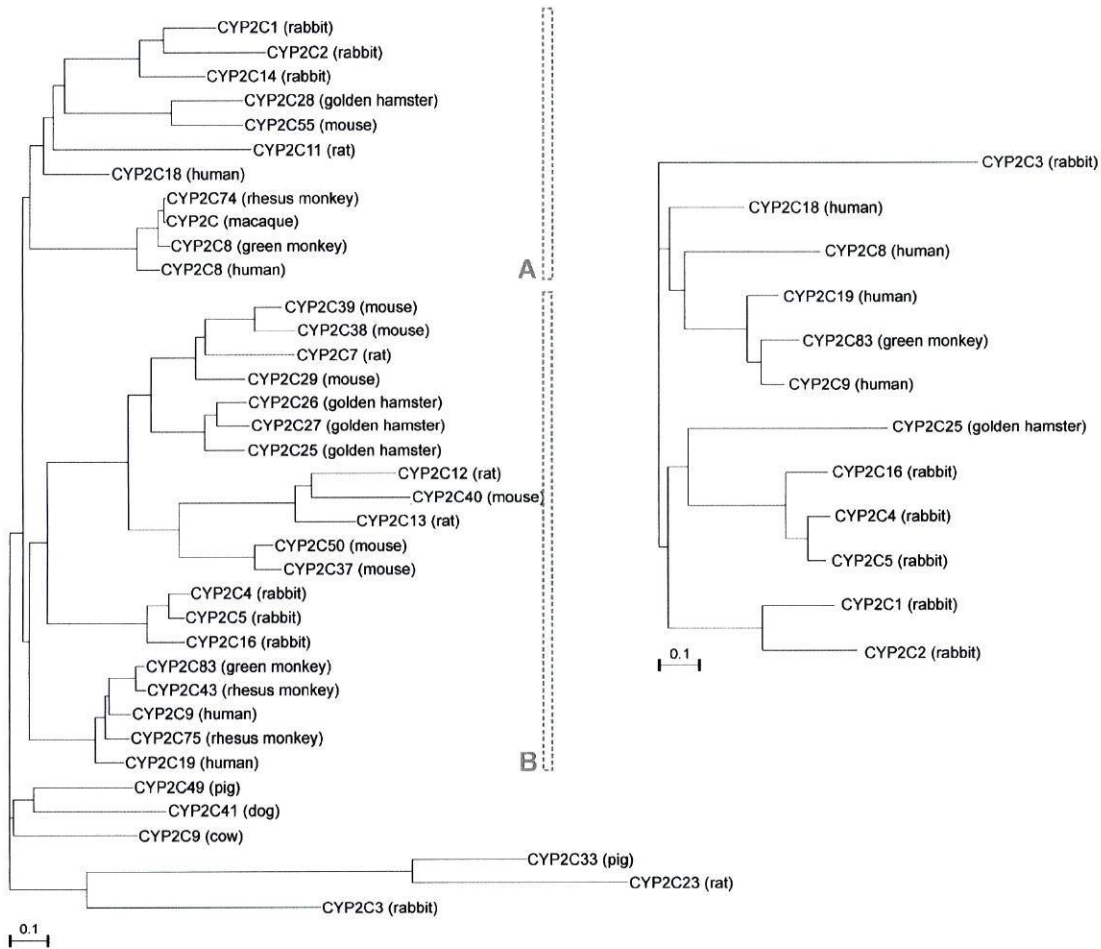 CYP2C1 (rabbit)
CYP2C2 (rabbit)
CYP2C14 (rabbit)
CYP2C28 (golden hamster)
CYP2C55 (mouse)
CYP2C11 (rat)
CYP2C18 (human)
CYP2C74 (rhesus monkey)
CYP2C (macaque)
CYP2C8 (green monkey)
CYP2C8 (human)
A
CYP2C39 (mouse)
CYP2C38 (mouse)
CYP2C7 (rat)
CYP2C29 (mouse)
CYP2C26 (golden hamster)
CYP2C27 (golden hamster)
CYP2C25 (golden hamster)
CYP2C12 (rat)
CYP2C40 (mouse)
CYP2C13 (rat)
CYP2C50 (mouse)
CYP2C37 (mouse)
CYP2C4 (rabbit)
CYP2C5 (rabbit)
CYP2C16 (rabbit)
CYP2C83 (green monkey)
CYP2C43 (rhesus monkey)
CYP2C9 (human)
CYP2C75 (rhesus monkey)
CYP2C19 (human)
B
CYP2C49 (pig)
CYP2C41 (dog)
CYP2C9 (cow)
CYP2C33 (pig)
CYP2C23 (rat)
CYP2C3 (rabbit)
0.1
CYP2C3 (rabbit)
CYP2C18 (human)
CYP2C8 (human)
CYP2C19 (human)
CYP2C83 (green monkey)
CYP2C9 (human)
CYP2C25 (golden hamster)
CYP2C16 (rabbit)
CYP2C4 (rabbit)
CYP2C5 (rabbit)
CYP2C1 (rabbit)
CYP2C2 (rabbit)
0.1